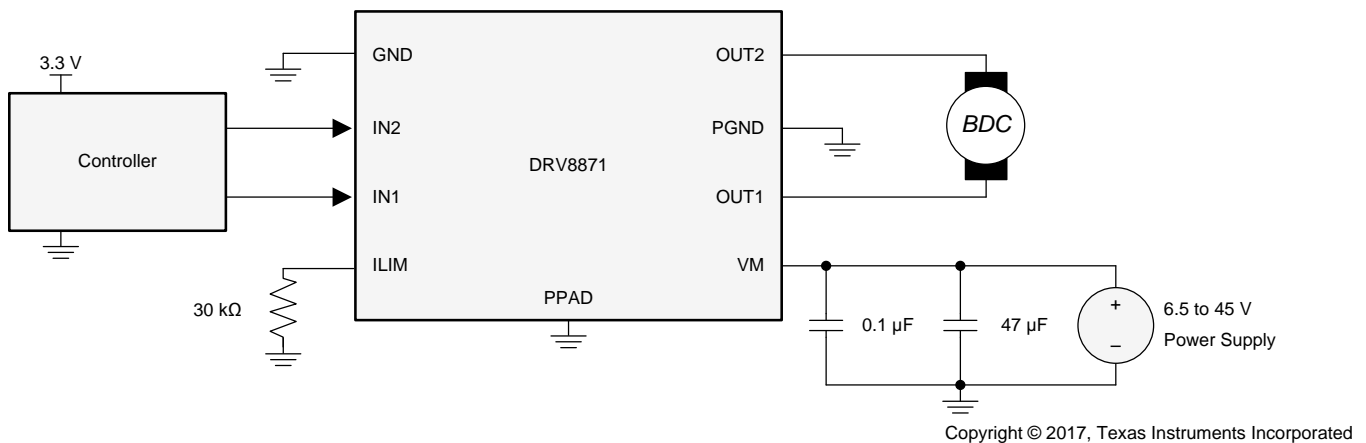 3.3 V
Controller
GND
IN2
IN1
ILIM
30 kΩ
DRV8871
PPAD
OUT2
PGND
OUT1
VM
BDC
0.1 µF
47 µF
+
–
6.5 to 45 V
Power Supply
Copyright © 2017, Texas Instruments Incorporated